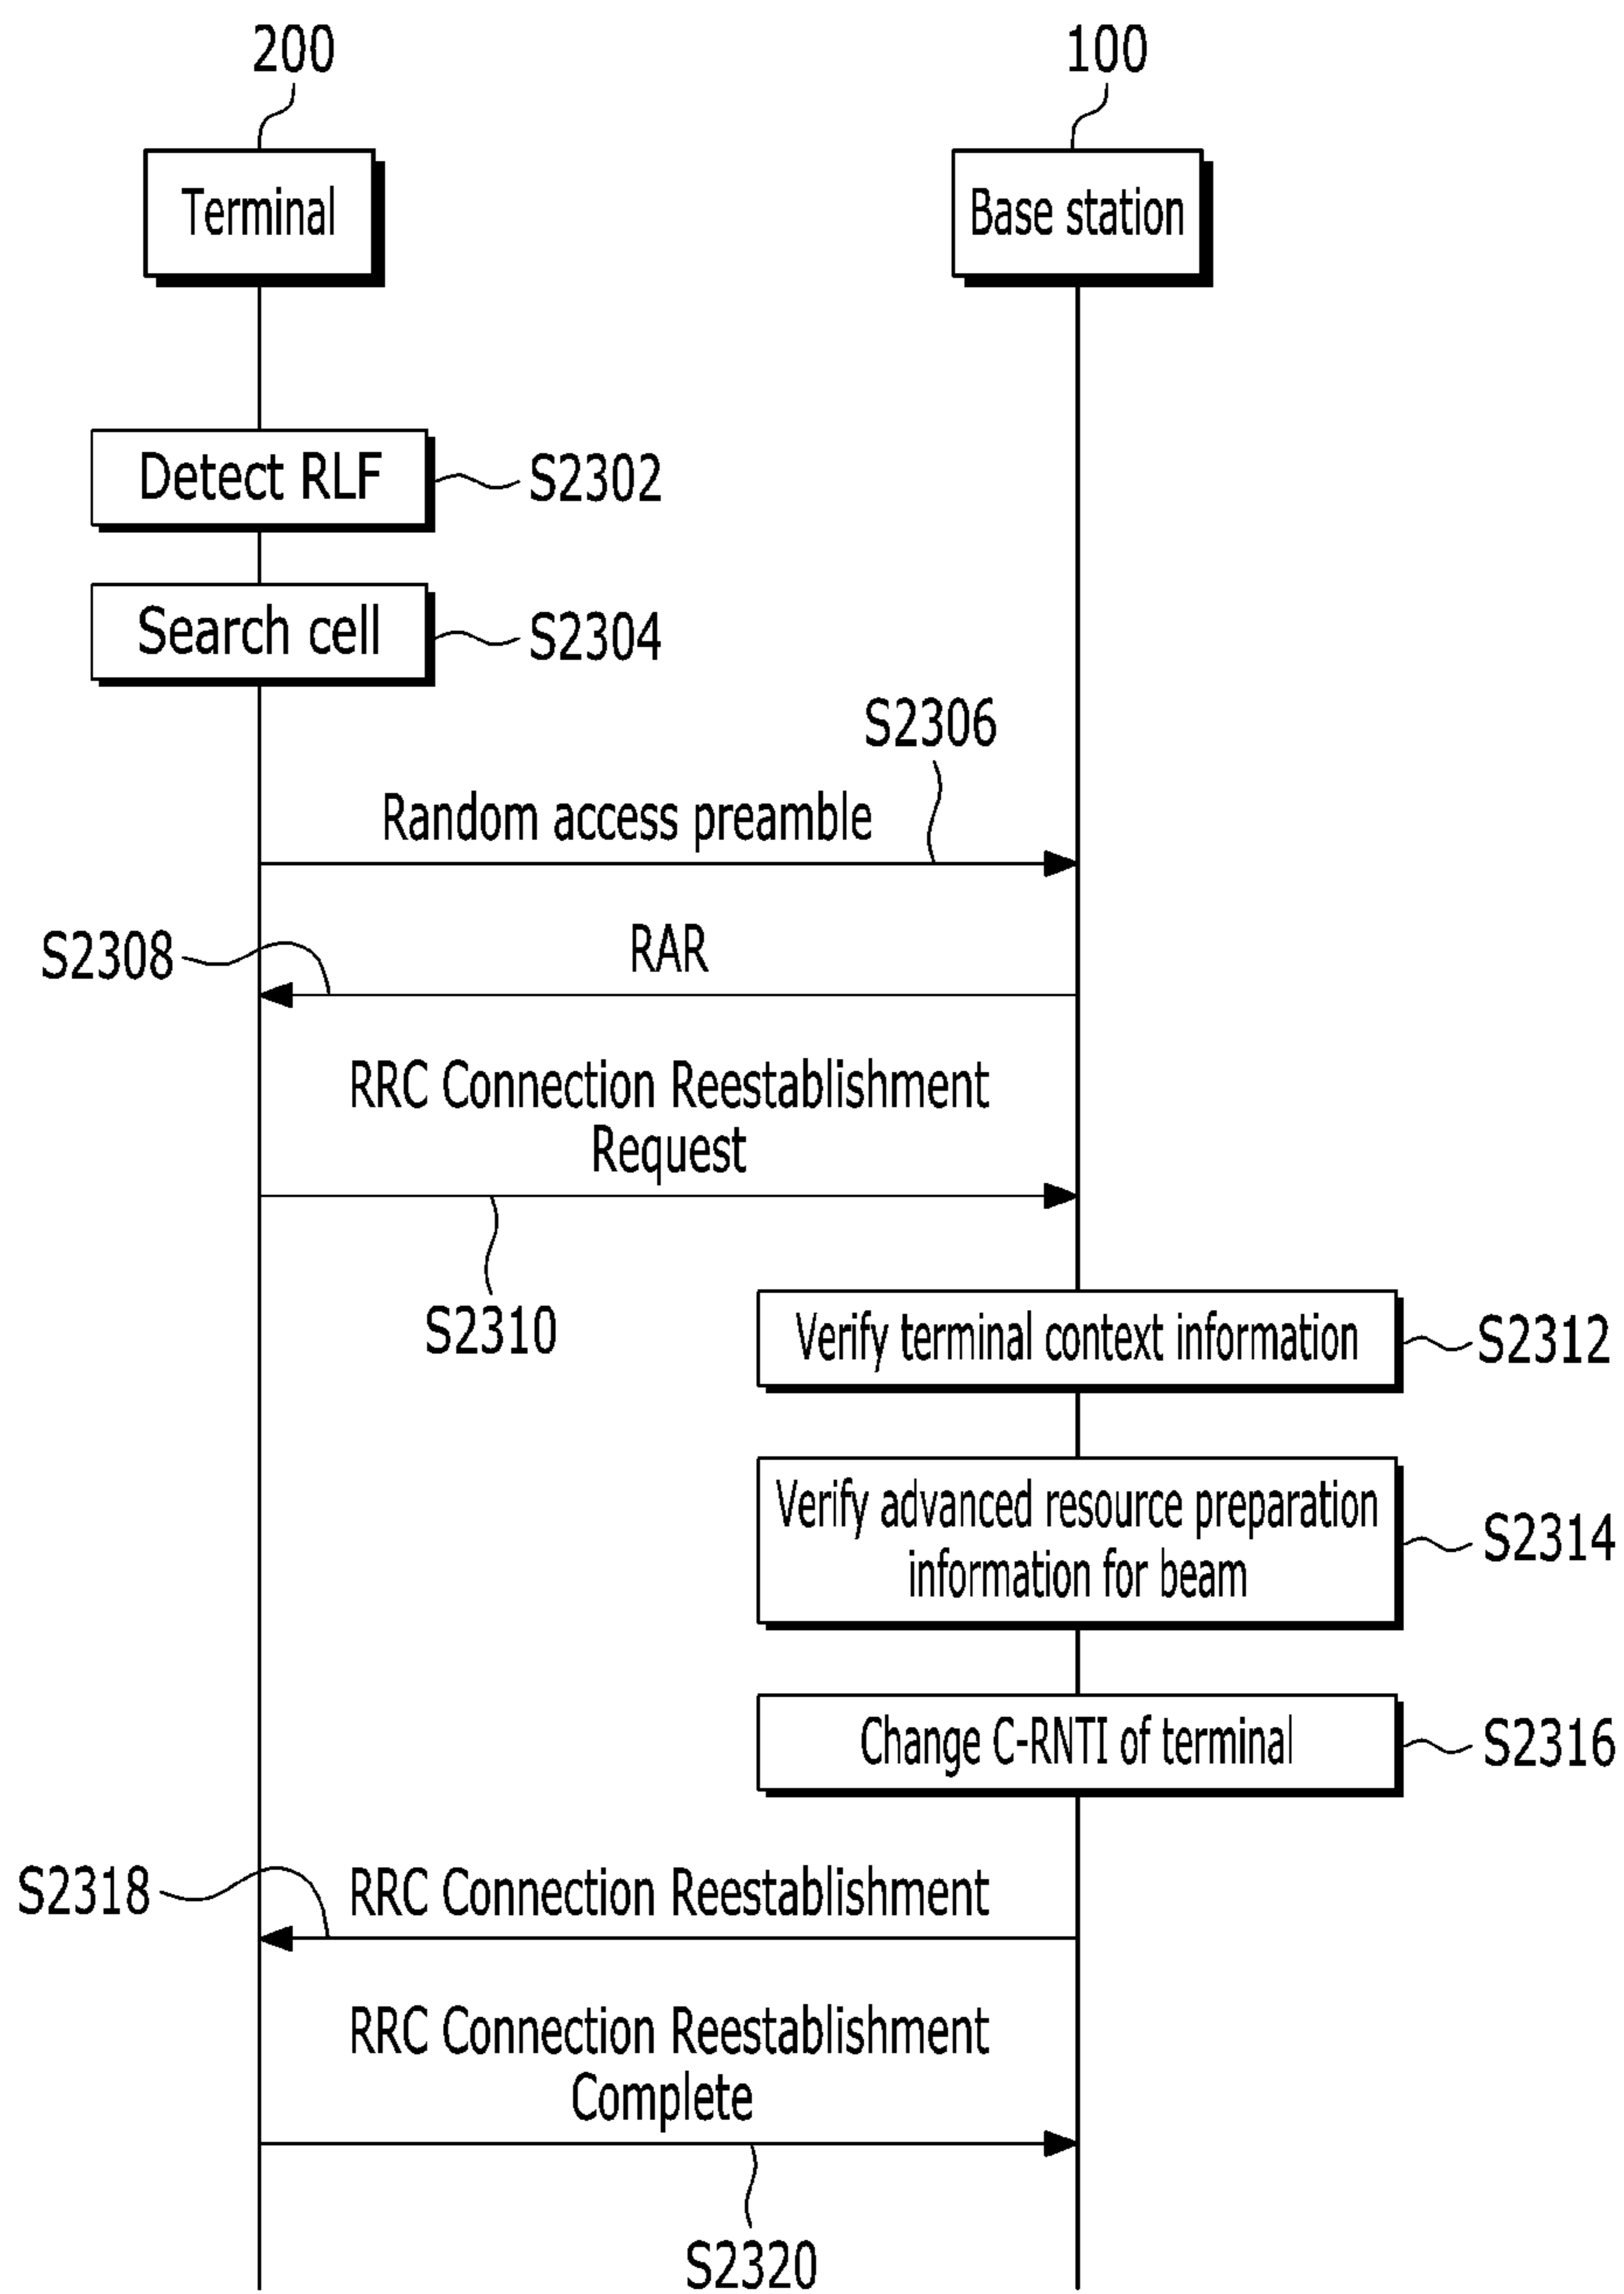 200
100
Terminal
Base station
Detect RLF
S2302
Search cell
S2304
S2306
Random access preamble
RAR
S2308
RRC Connection Reestablishment
Request
S2310
Verify terminal context information
S2312
Verify advanced resource preparation
information for beam
S2314
Change C-RNTI of terminal
S2316
S2318
RRC Connection Reestablishment
RRC Connection Reestablishment
Complete
S2320